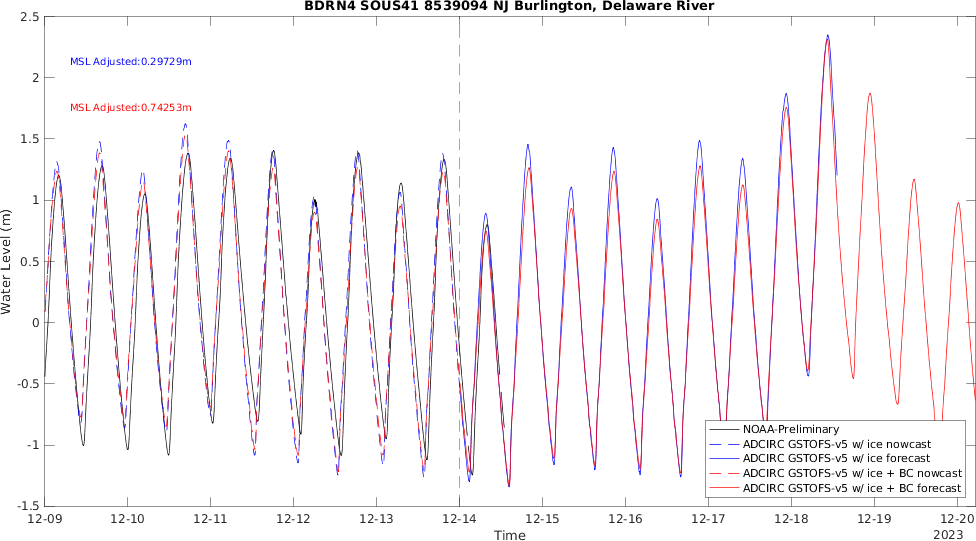 BDRN4 SOUS41 8539094 NJ Burlington, Delaware River
2.5
2
1.5
1
0.5
0
-0.5
-1
-1.5
Water Level (m)
MSL Adjusted:0.29729m
MSL Adjusted:0.74253m
NOAA-Preliminary
ADCIRC GSTOFS-v5 w/ ice nowcast
ADCIRC GSTOFS-v5 w/ ice forecast
ADCIRC GSTOFS-v5 w/ ice + BC nowcast
ADCIRC GSTOFS-v5 w/ ice + BC forecast
12-09 12-10 12-11 12-12 12-13 12-14 12-15 12-16 12-17 12-18 12-19 12-20
Time
2023